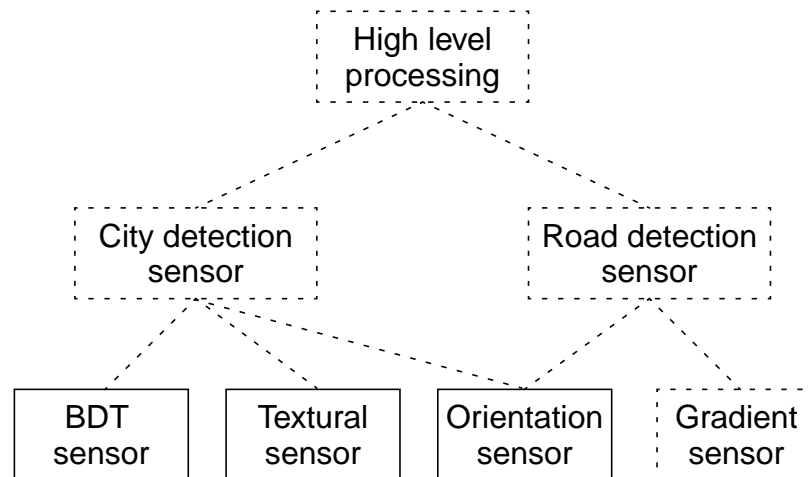 High level
processing
City detection
sensor
Road detection
sensor
BDT
sensor
Textural
sensor
Orientation
sensor
Gradient
sensor